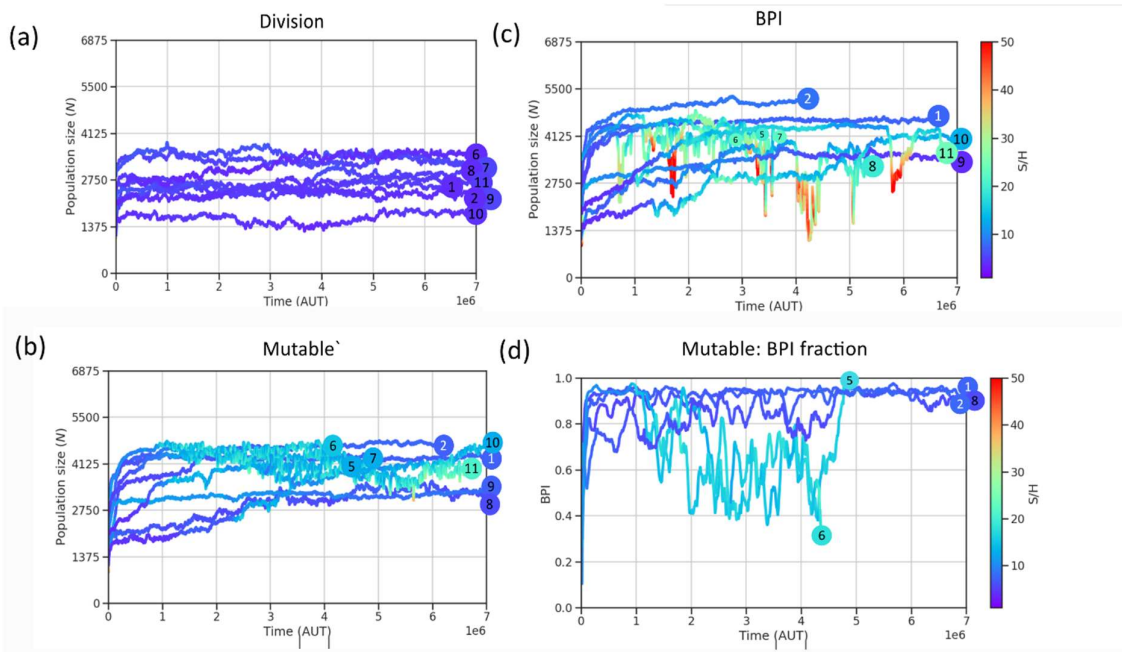 (a)
Division
6875
5500
4125
2750
1375
0
Population size (N)
6
7
8
11
1
2
9
10
0 1 2 3 4 5 6 7
Time (AUT)
1e6
(c)
BPI
6875
5500
4125
2750
1375
0
Population size (N)
2
1
6 5 7
10
11
8
9
0 1 2 3 4 5 6 7
Time (AUT)
1e6
50
40
30
20
10
S/H
(b)
Mutable`
6875
5500
4125
2750
1375
0
Population size (N)
6
2
10
7
5
1
11
9
8
0 1 2 3 4 5 6 7
Time (AUT)
1e6
(d)
Mutable: BPI fraction
1.0
0.8
0.6
0.4
0.2
0.0
BPI
5
1
2
8
6
0 1 2 3 4 5 6 7
Time (AUT)
1e6
50
40
30
20
10
S/H